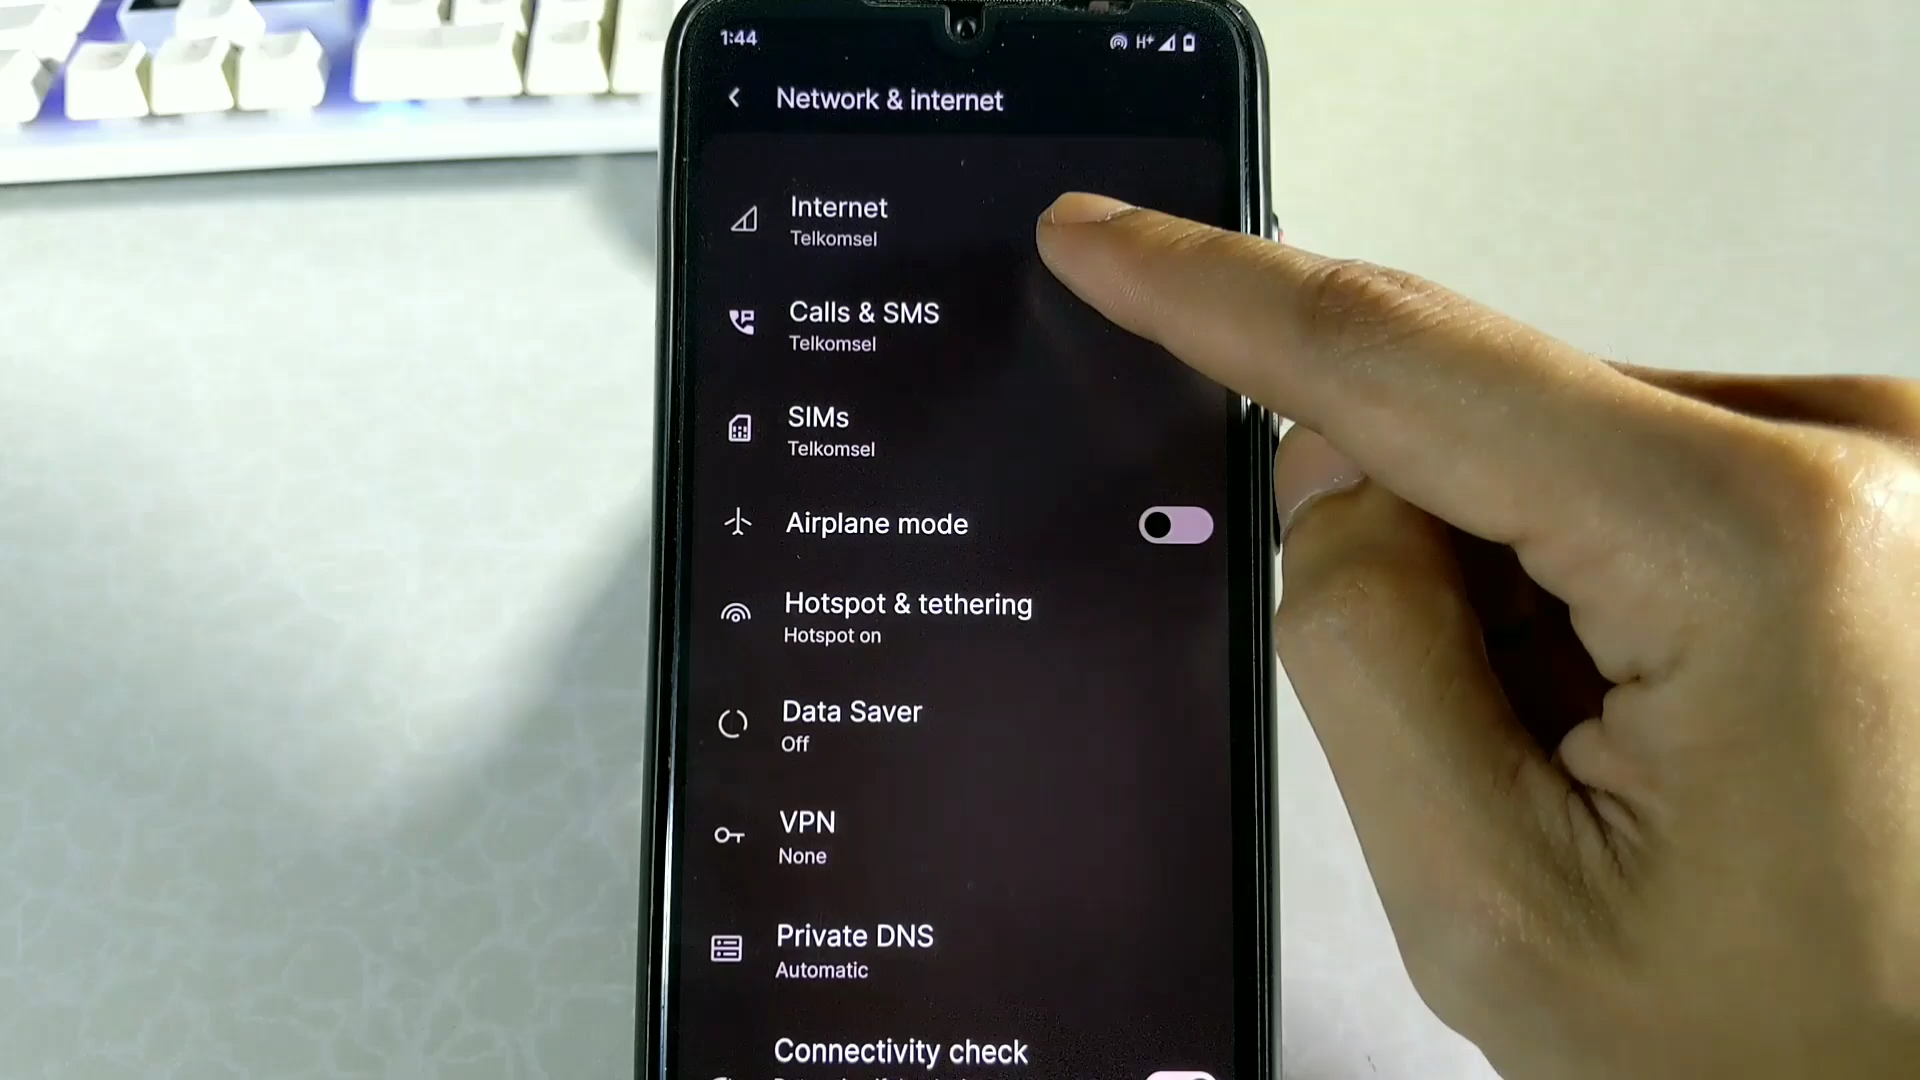 1:44
H+
Network & internet
Internet
Telkomsel
Calls & SMS
Telkomsel
SIMs
Telkomsel
Airplane mode
Hotspot & tethering
Hotspot on
Data Saver
Off
VPN
None
Private DNS
Automatic
Connectivity check